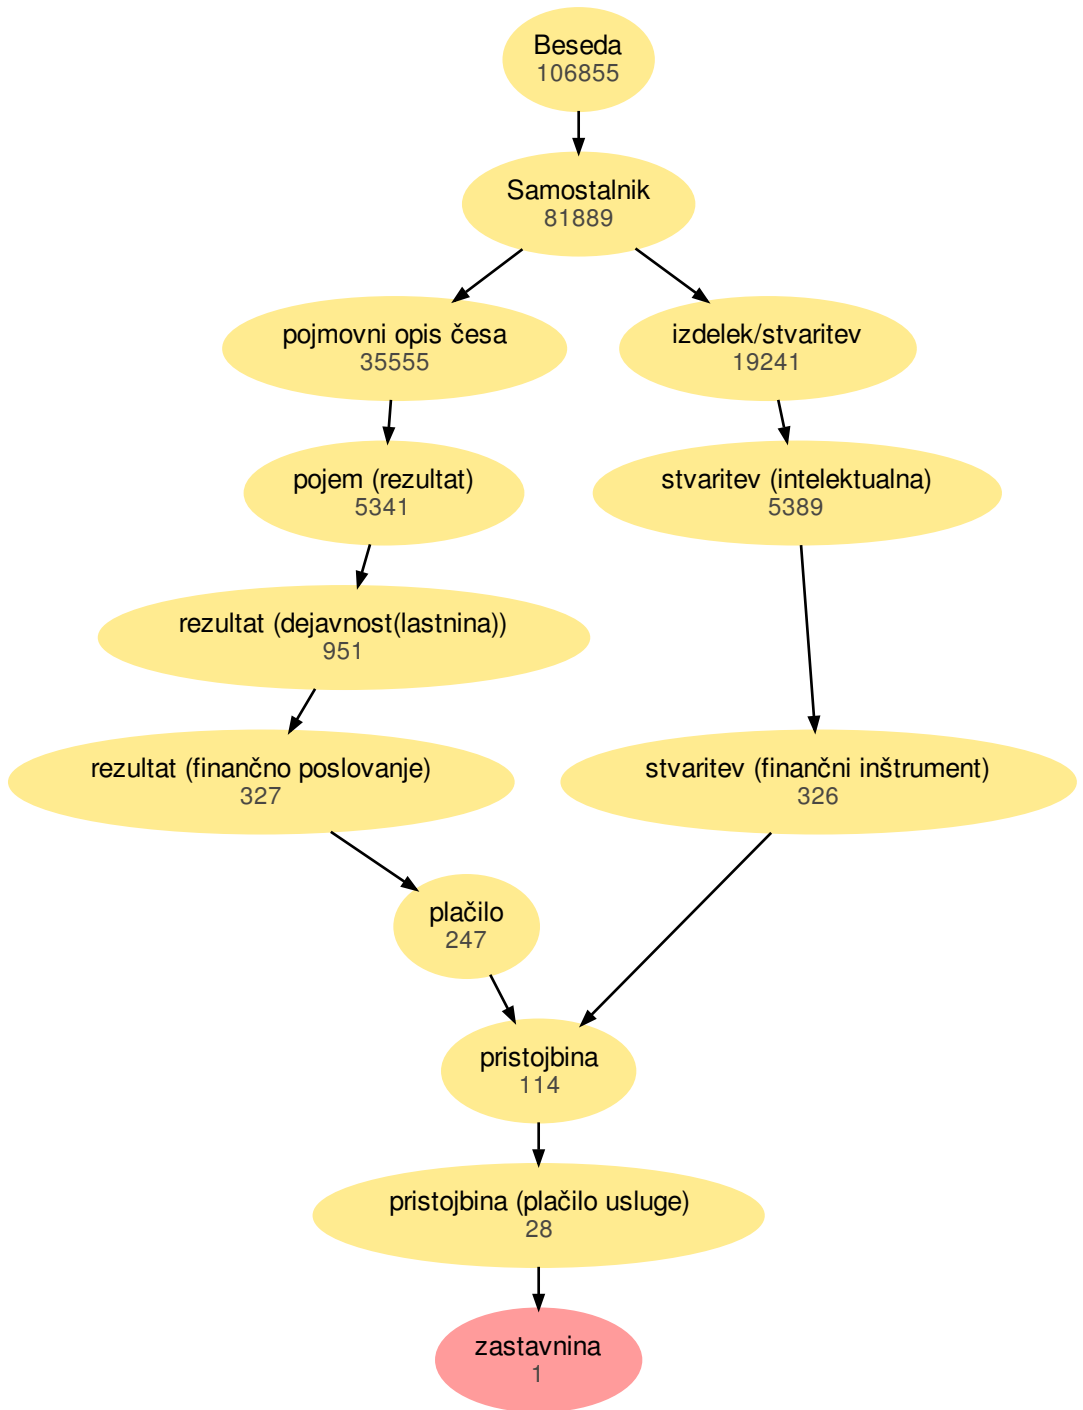 Beseda
106855
Samostalnik
81889
pojmovni opis česa
35555
izdelek/stvaritev
19241
pojem (rezultat)
5341
stvaritev (intelektualna)
5389
rezultat (dejavnost(lastnina))
951
rezultat (finančno poslovanje)
327
stvaritev (finančni inštrument)
326
plačilo
247
pristojbina
114
pristojbina (plačilo usluge)
28
zastavnina
1